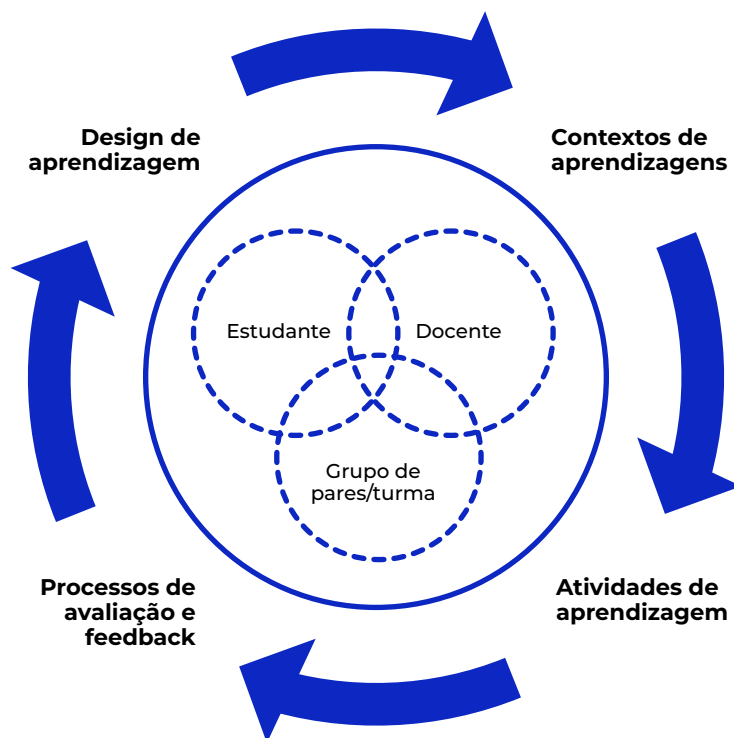 Design de
aprendizagem
Contextos de
aprendizagens
Estudante
Docente
Grupo de
pares/turma
Processos de
avaliação e
feedback
Atividades de
aprendizagem